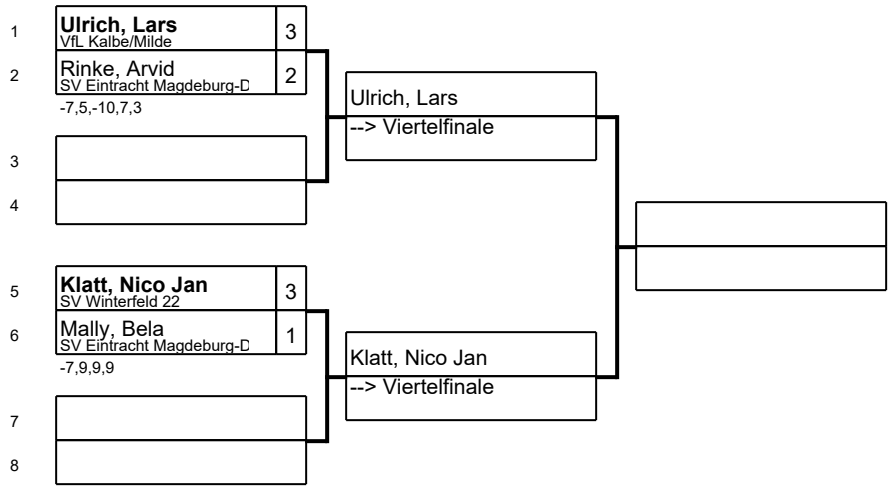 1
Ulrich, Lars 3
VfL Kalbe/Milde
2
Rinke, Arvid 2
SV Eintracht Magdeburg-D
-7,5,-10,7,3
Ulrich, Lars
--> Viertelfinale
3
4
5
Klatt, Nico Jan 3
SV Winterfeld 22
6
Mally, Bela 1
SV Eintracht Magdeburg-D
-7,9,9,9
Klatt, Nico Jan
--> Viertelfinale
7
8